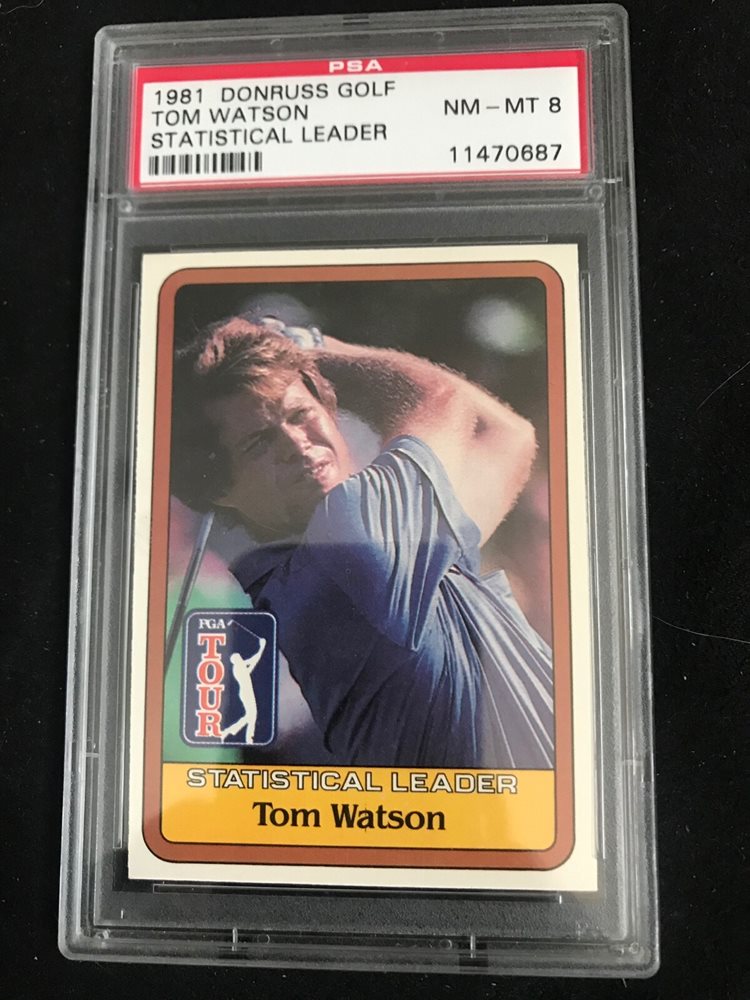 PSA
1981 DONRUSS GOLF
TOM WATSON NM-MT 8
STATISTICAL LEADER
11470687
PGA
TOUR
STATISTICAL LEADER
Tom Watson